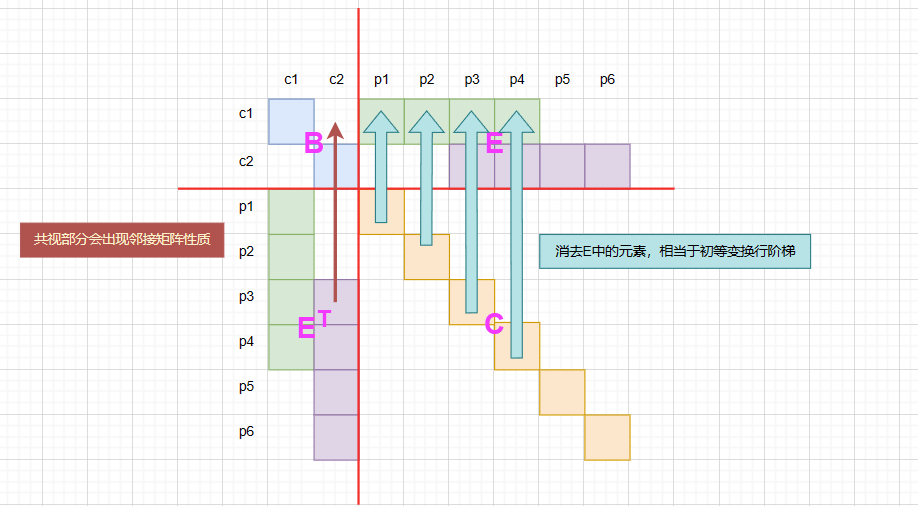 c1 c2 p1 p2 p3 p4 p5 p6
c1
B E
c2
p1
共视部分会出现邻接矩阵性质
p2
消去E中的元素，相当于初等变换行阶梯
p3
E T C
p4
p5
p6